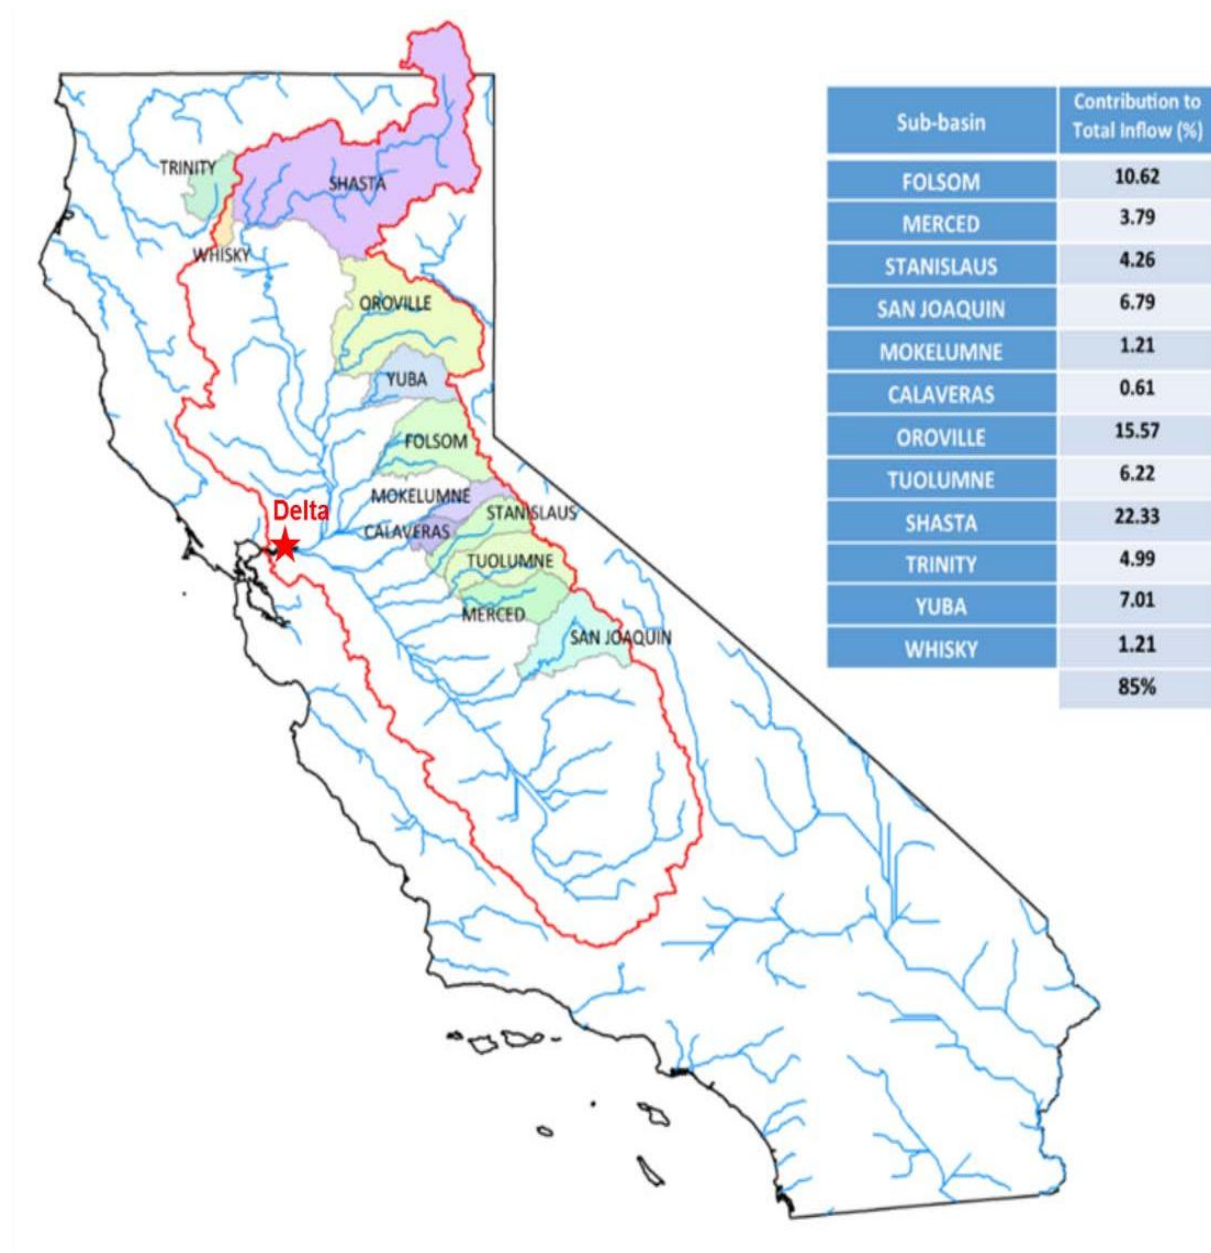 TRINITY
SHASTA
WHISKY
OROVILLE
YUBA
FOLSOM
MOKELUMNE
STANISLAUS
Delta
CALAVERAS
TUOLUMNE
MERCED
SAN JOAQUIN
Sub-basin Contribution to
Total Inflow (%)
FOLSOM 10.62
MERCED 3.79
STANISLAUS 4.26
SAN JOAQUIN 6.79
MOKELUMNE 1.21
CALAVERAS 0.61
OROVILLE 15.57
TUOLUMNE 6.22
SHASTA 22.33
TRINITY 4.99
YUBA 7.01
WHISKY 1.21
85%